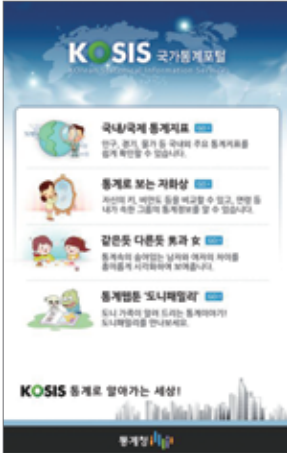 KOSIS 국가통계포털
Korean Statistical Information Service
국내/국제 통계지표
인구, 경기, 물가 등 국내외 주요 통계지표를
쉽게 확인할 수 있습니다.
통계로 보는 자화상
자신의 키, 비만도 등을 비교할 수 있고, 연령 등
내가 속한 그룹의 통계정보를 알 수 있습니다.
같은듯 다른듯 男과 女
통계속의 숨어있는 남자와 여자의 차이를
흥미롭게 시각화하여 보여줍니다.
통계웹툰 '도니패밀리'
도니 가족이 알려 드리는 통계이야기!
도니패밀리를 만나보세요.
KOSIS 통계로 알아가는 세상!
통계청